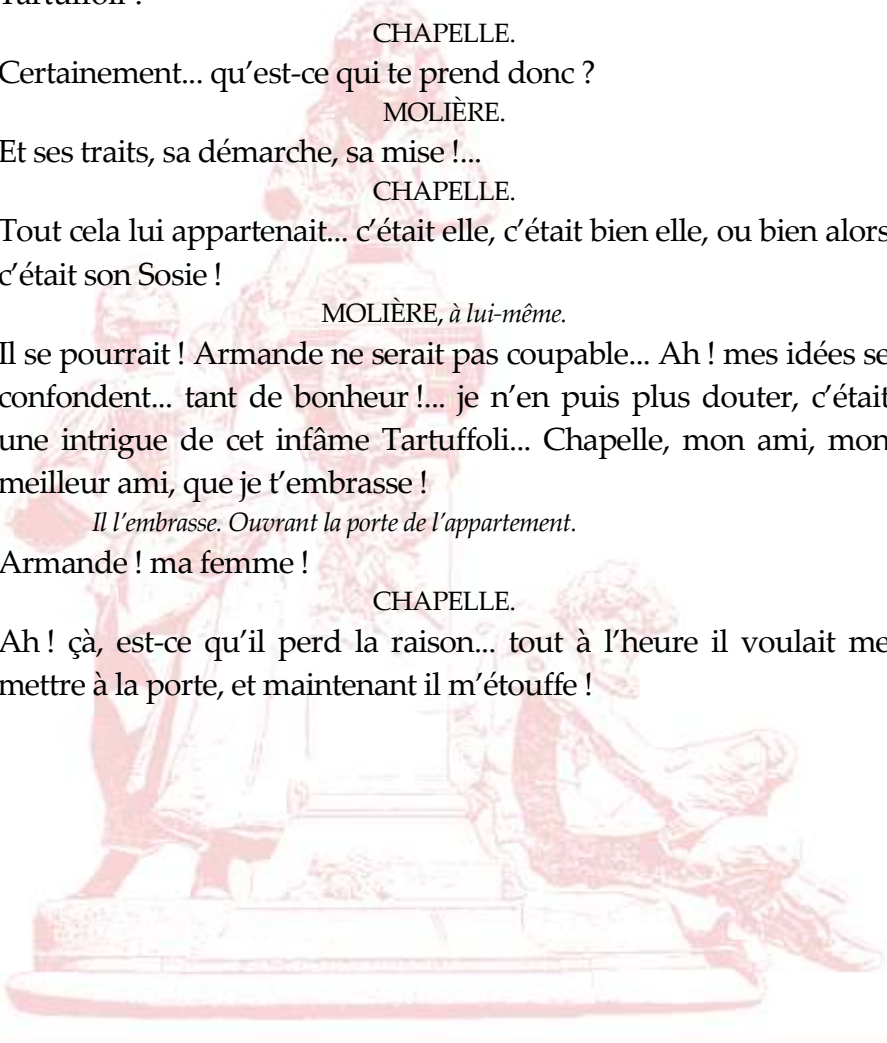 CHAPELLE.
Certainement... qu’est-ce qui te prend donc ?
MOLIÈRE.
Et ses traits, sa démarche, sa mise !...
CHAPELLE.
Tout cela lui appartenait... c’était elle, c’était bien elle, ou bien alors
c’était son Sosie !
MOLIÈRE, à lui-même.
Il se pourrait ! Armande ne serait pas coupable... Ah ! mes idées se
confondent... tant de bonheur !... je n’en puis plus douter, c’était
une intrigue de cet infâme Tartuffoli... Chapelle, mon ami, mon
meilleur ami, que je t’embrasse !
Il l’embrasse. Ouvrant la porte de l’appartement.
Armande ! ma femme !
CHAPELLE.
Ah ! çà, est-ce qu’il perd la raison... tout à l’heure il voulait me
mettre à la porte, et maintenant il m’étouffe !